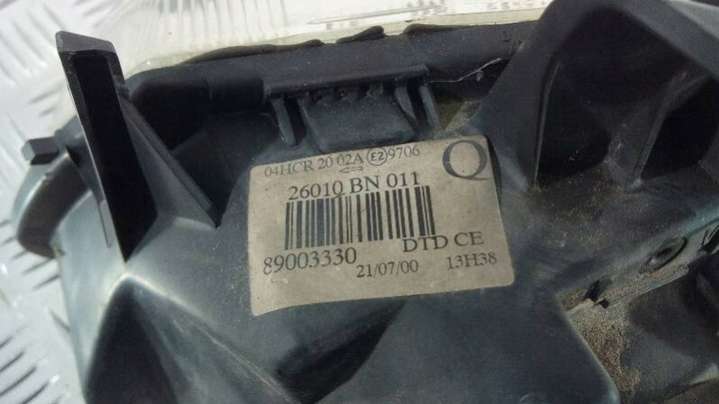 04HCR 20 02A E2 9706
Q
26010 BN 011
89003330
DTD CE
21/07/00 13H38